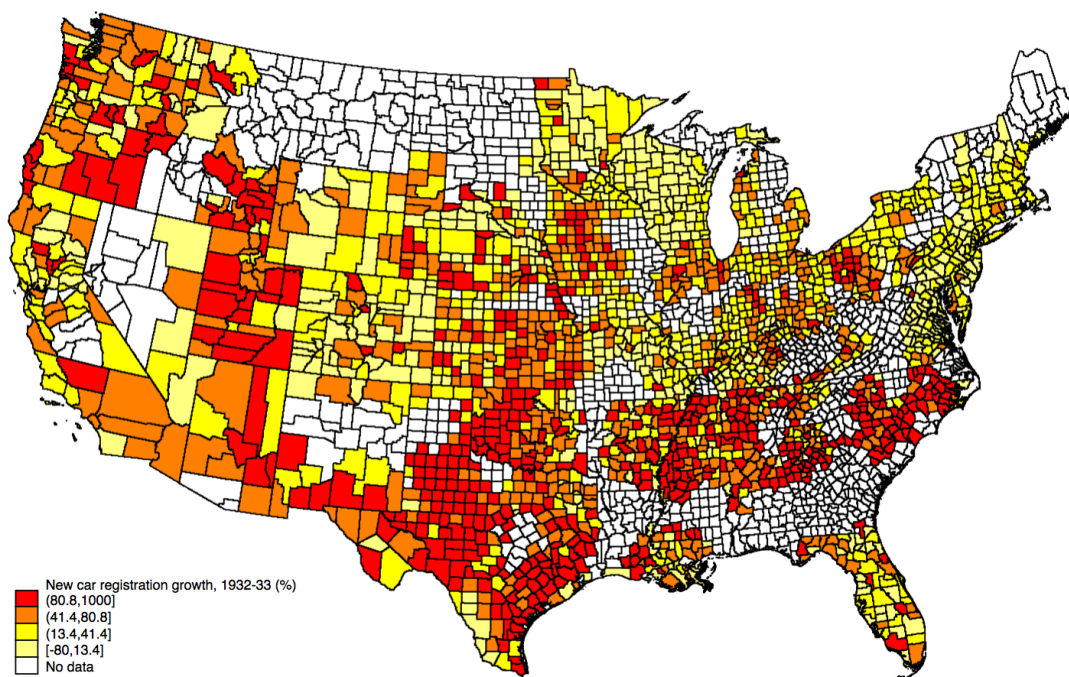 New car registration growth, 1932-33 (%)
(80.8,1000]
(41.4,80.8]
(13.4,41.4]
[-80,13.4]
No data